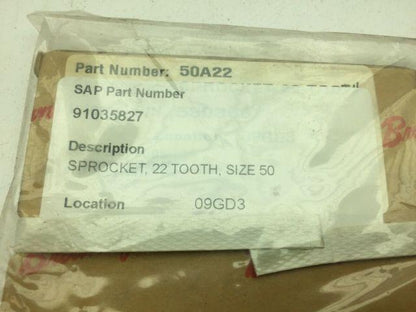 Part Number: 50A22
SAP Part Number
91035827
Description
SPROCKET, 22 TOOTH, SIZE 50
Location 09GD3